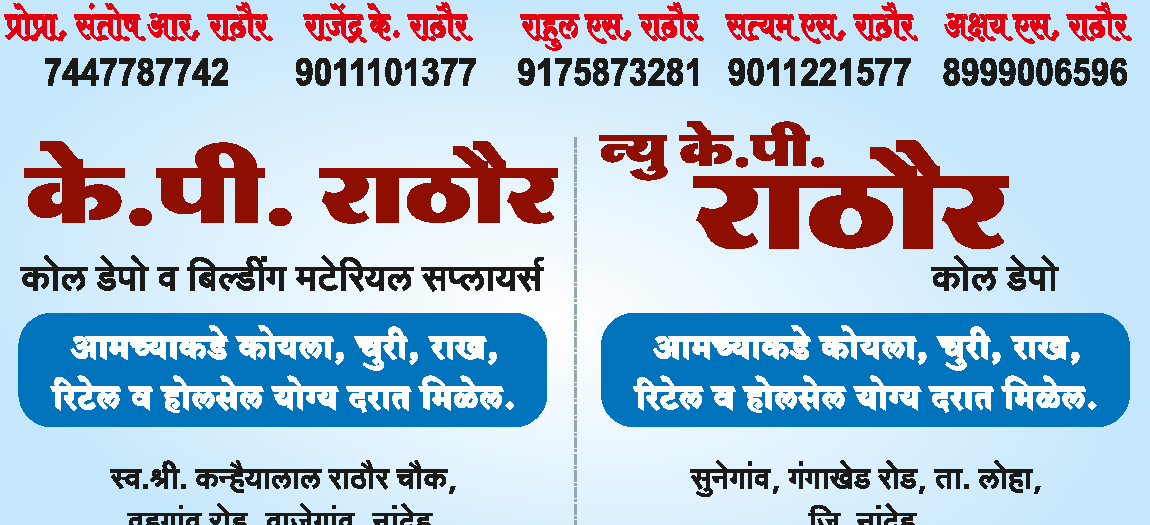 प्रोप्रा. संतोष आर. राठौर राजेंद्र के. राठौर राहुल एस. राठौर सत्यम एस. राठौर अक्षय एस. राठौर
7447787742 9011101377 9175873281 9011221577 8999006596
के.पी. राठौर
कोल डेपो व बिल्डींग मटेरियल सप्लायर्स
आमच्याकडे कोयला, चुरी, राख,
रिटेल व होलसेल योग्य दरात मिळेल.
स्व.श्री. कन्हैयालाल राठौर चौक,
वडगांव रोड, वाजेगांव, नांदेड
न्यु के.पी.
राठौर
कोल डेपो
आमच्याकडे कोयला, चुरी, राख,
रिटेल व होलसेल योग्य दरात मिळेल.
सुनेगांव, गंगाखेड रोड, ता. लोहा,
जि. नांदेड